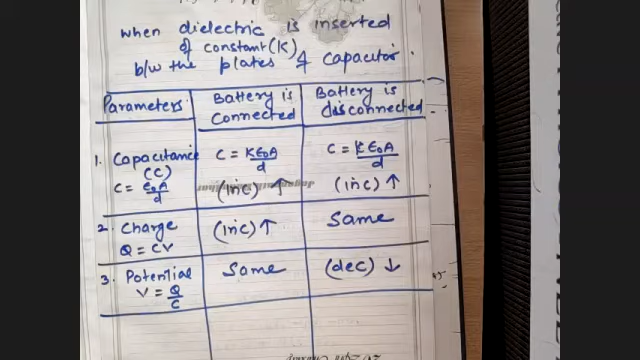 when dielectric is inserted
of constant (K)
b/w the plates of capacitor.
Parameters
Battery is
connected
Battery is
disconnected
1. Capacitance
(C)
C = ε₀A/d
C = Kε₀A/d
(inc) ↑
C = Kε₀A/d
(inc) ↑
2. Charge
Q = CV
(inc) ↑
Same
3. Potential
V = Q/C
Same
(dec) ↓